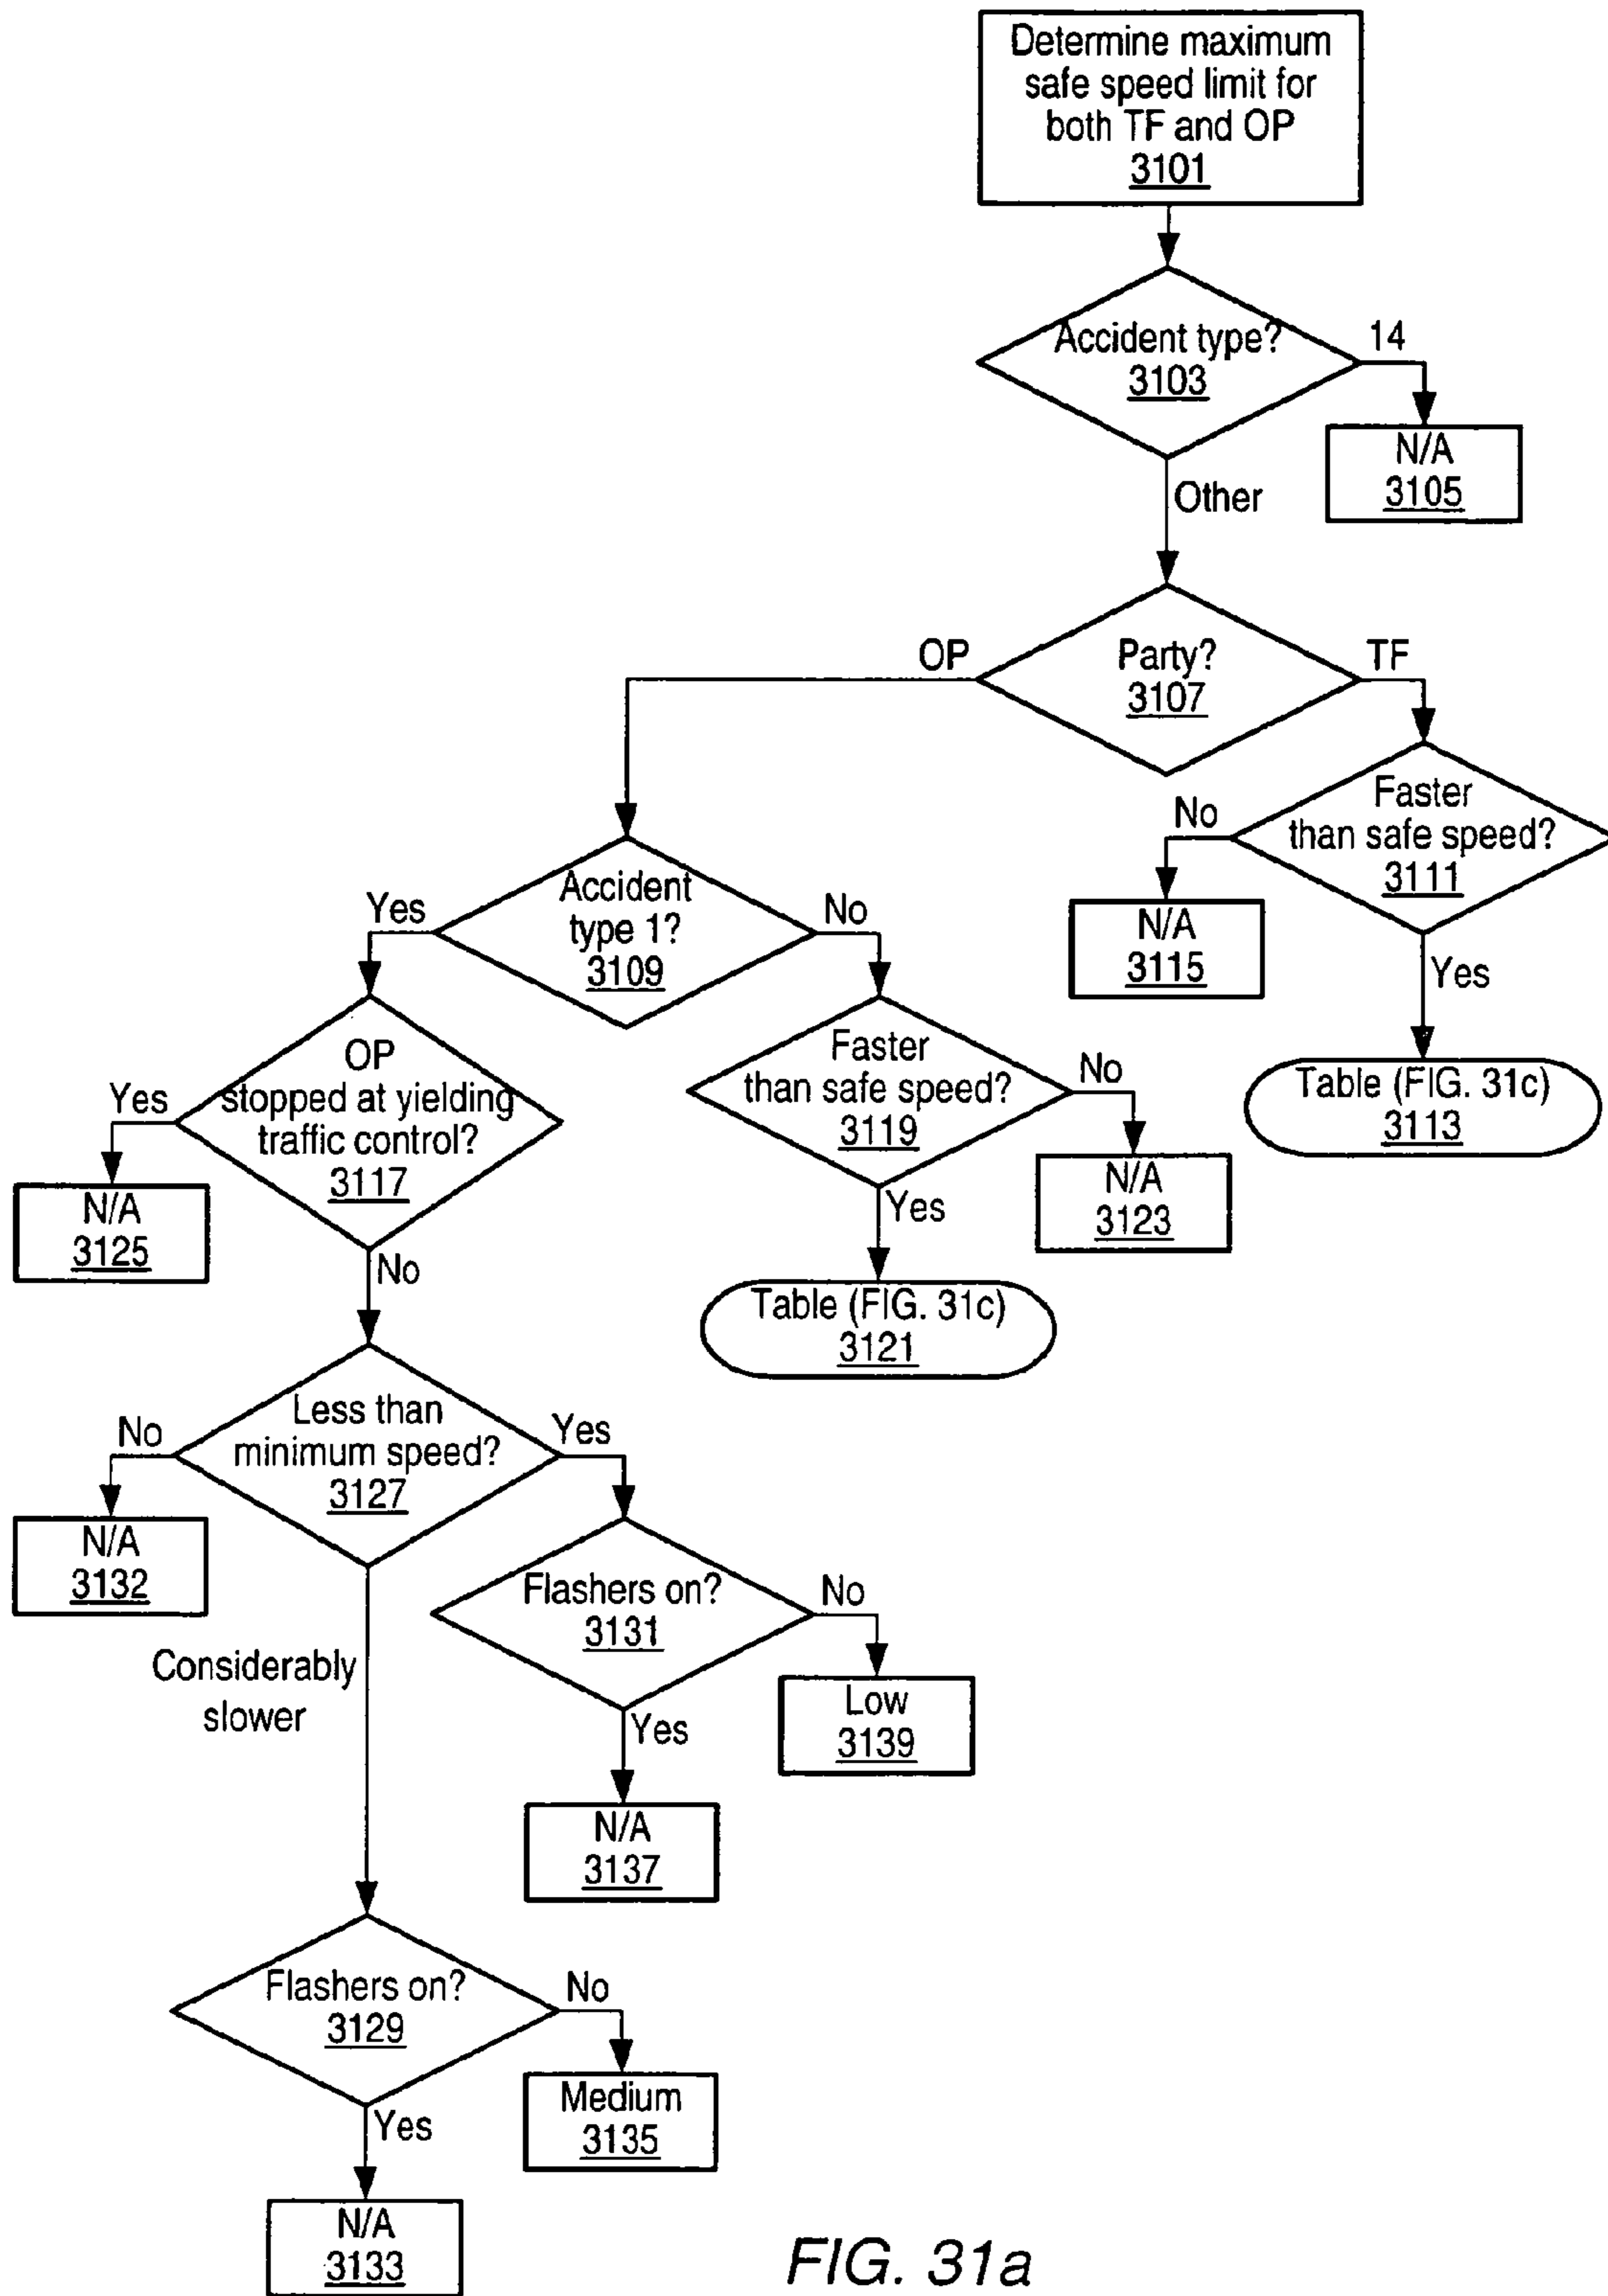 Determine maximum
safe speed limit for
both TF and OP
3101
Accident type?
3103
14
N/A
3105
Other
Party?
3107
OP
TF
Faster
than safe speed?
3111
No
N/A
3115
Yes
Table (FIG. 31c)
3113
Accident
type 1?
3109
Yes
No
OP
stopped at yielding
traffic control?
3117
Yes
N/A
3125
No
Faster
than safe speed?
3119
No
N/A
3123
Yes
Table (FIG. 31c)
3121
Less than
minimum speed?
3127
No
N/A
3132
Yes
Flashers on?
3131
No
Low
3139
Yes
N/A
3137
Considerably
slower
Flashers on?
3129
No
Medium
3135
Yes
N/A
3133
FIG. 31a